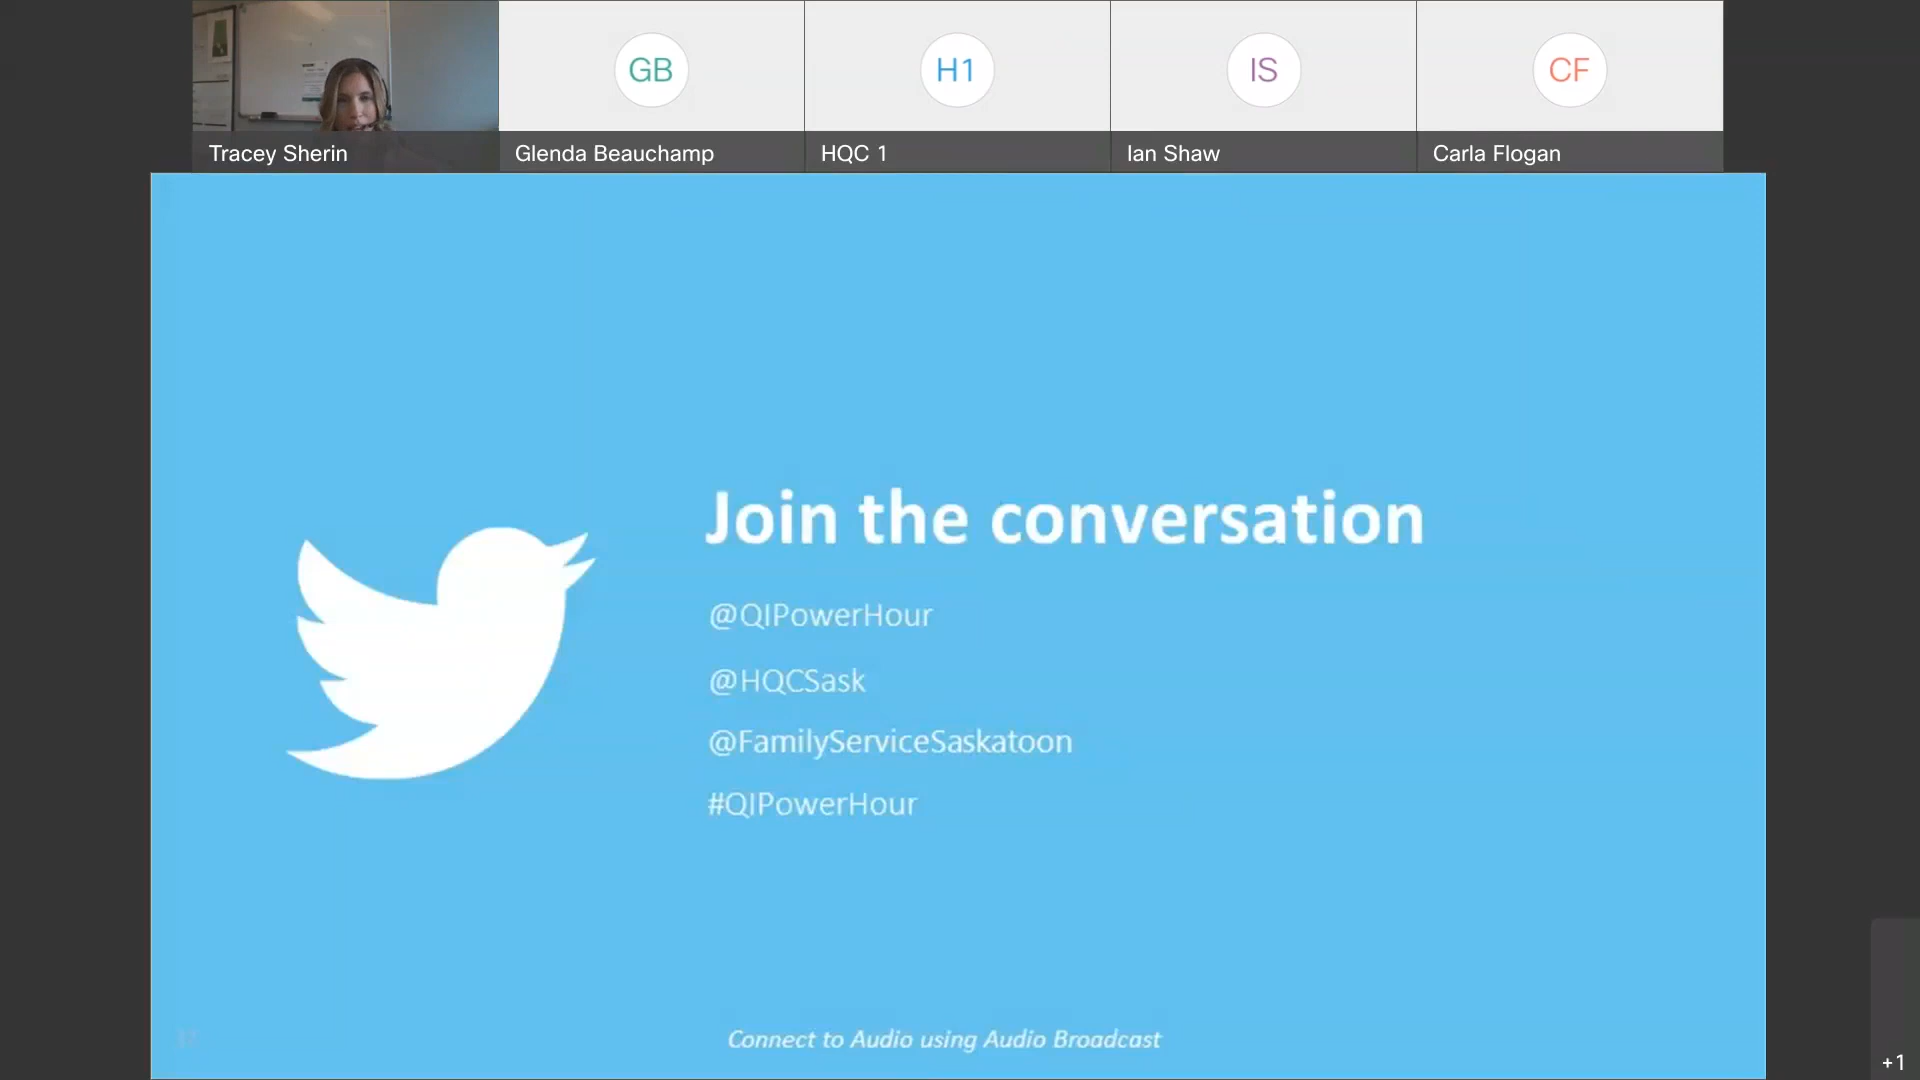 GB
H1
IS
CF
Tracey Sherin
Glenda Beauchamp
HQC 1
Ian Shaw
Carla Flogan
Join the conversation
@QIPowerHour
@HQCSask
@FamilyServiceSaskatoon
#QIPowerHour
Connect to Audio using Audio Broadcast
+1